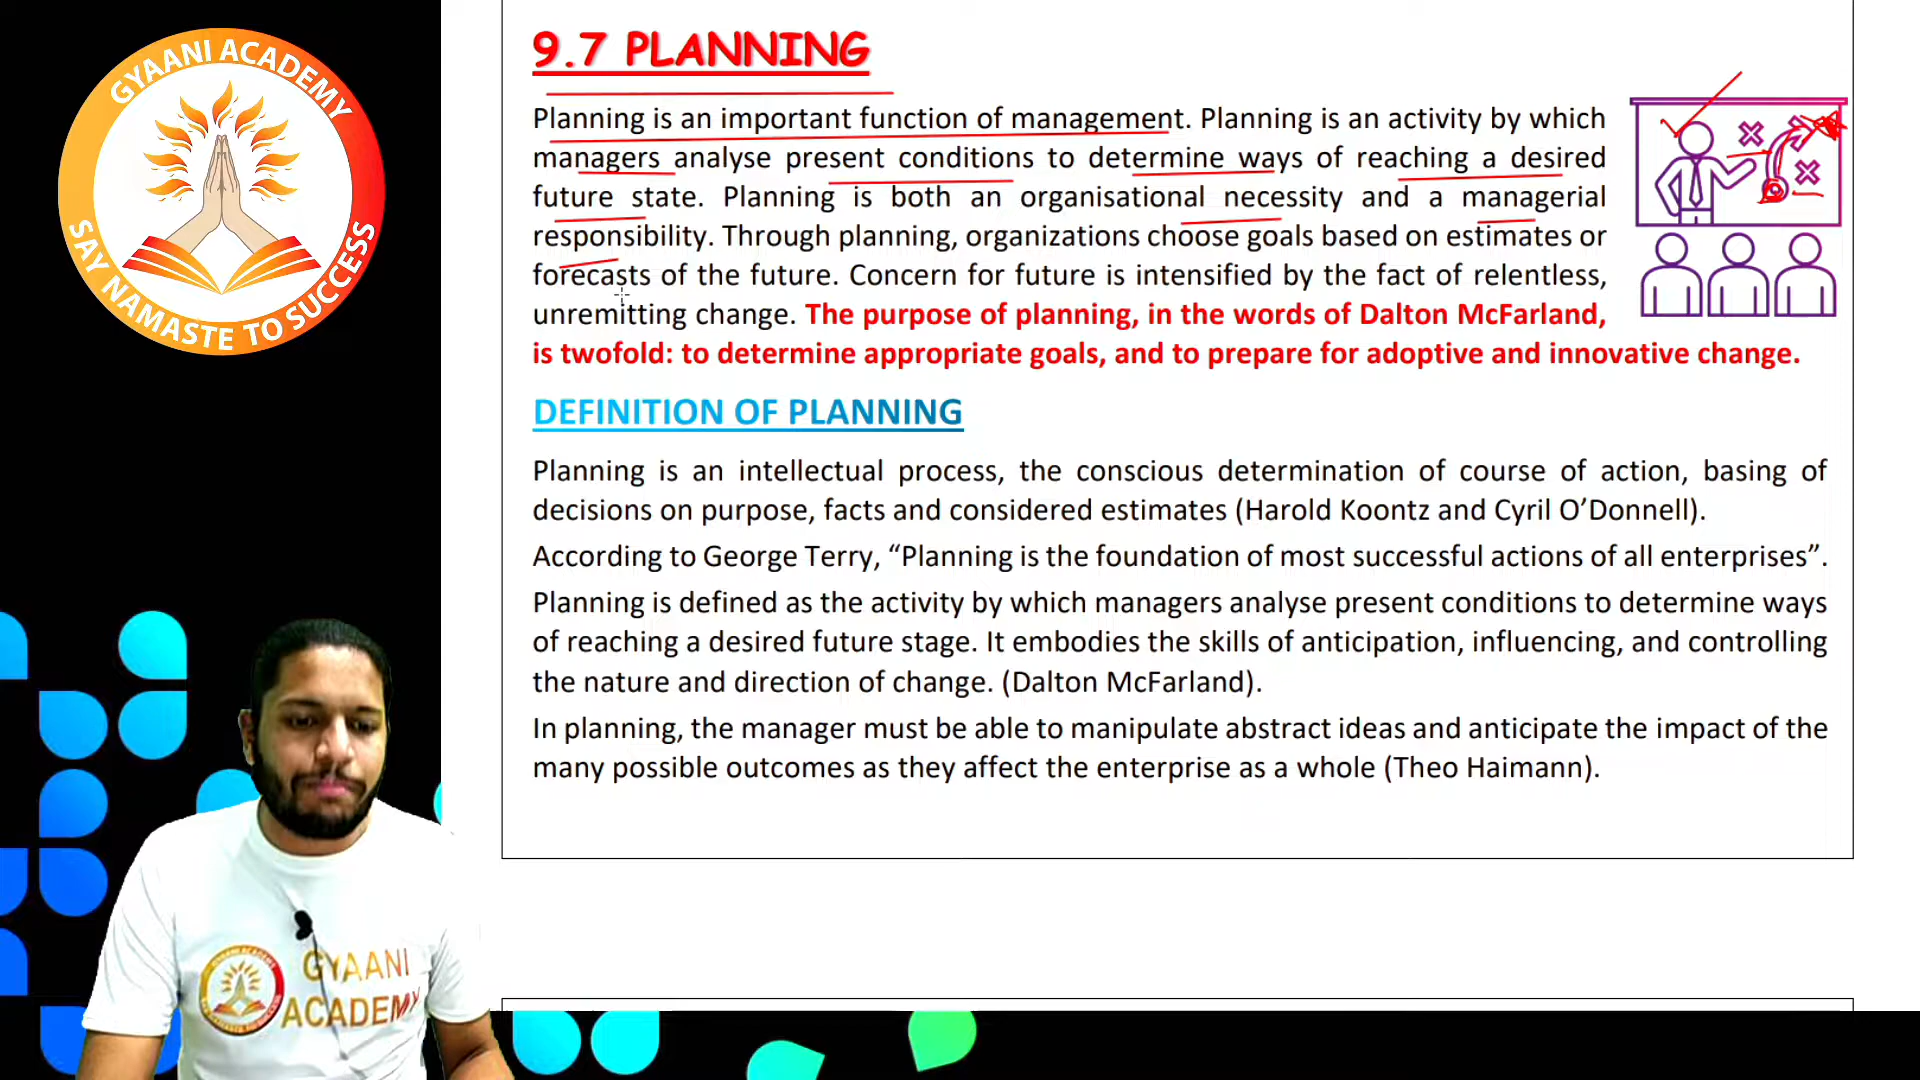 GYAANI ACADEMY
SAY NAMASTE TO SUCCESS
9.7 PLANNING
Planning is an important function of management. Planning is an activity by which
managers analyse present conditions to determine ways of reaching a desired
future state. Planning is both an organisational necessity and a managerial
responsibility. Through planning, organizations choose goals based on estimates or
forecasts of the future. Concern for future is intensified by the fact of relentless,
unremitting change. The purpose of planning, in the words of Dalton McFarland,
is twofold: to determine appropriate goals, and to prepare for adoptive and innovative change.
DEFINITION OF PLANNING
Planning is an intellectual process, the conscious determination of course of action, basing of
decisions on purpose, facts and considered estimates (Harold Koontz and Cyril O’Donnell).
According to George Terry, “Planning is the foundation of most successful actions of all enterprises”.
Planning is defined as the activity by which managers analyse present conditions to determine ways
of reaching a desired future stage. It embodies the skills of anticipation, influencing, and controlling
the nature and direction of change. (Dalton McFarland).
In planning, the manager must be able to manipulate abstract ideas and anticipate the impact of the
many possible outcomes as they affect the enterprise as a whole (Theo Haimann).
GYAANI
ACADEMY